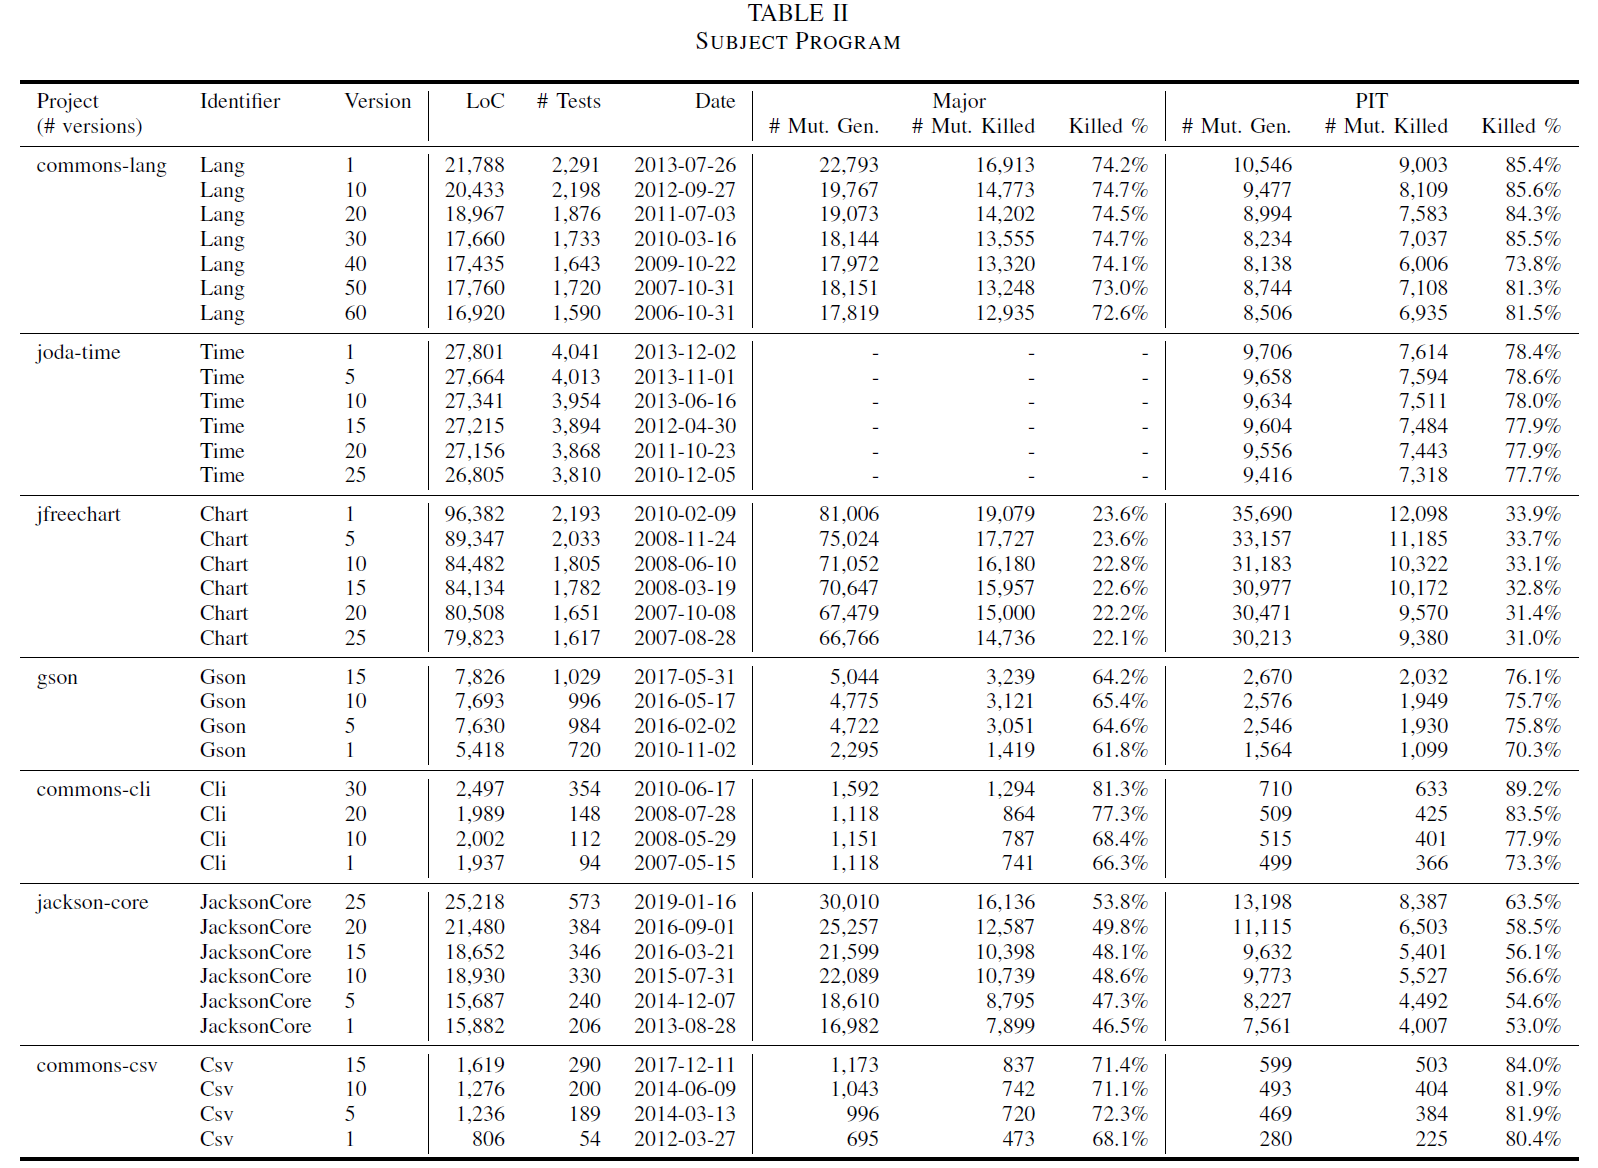 TABLE II
SUBJECT PROGRAM
Project Identifier Version LoC # Tests Date Major PIT
(# versions) # Mut. Gen. # Mut. Killed Killed % # Mut. Gen. # Mut. Killed Killed %
commons-lang Lang 1 21,788 2,291 2013-07-26 22,793 16,913 74.2% 10,546 9,003 85.4%
Lang 10 20,433 2,198 2012-09-27 19,767 14,773 74.7% 9,477 8,109 85.6%
Lang 20 18,967 1,876 2011-07-03 19,073 14,202 74.5% 8,994 7,583 84.3%
Lang 30 17,660 1,733 2010-03-16 18,144 13,555 74.7% 8,234 7,037 85.5%
Lang 40 17,435 1,643 2009-10-22 17,972 13,320 74.1% 8,138 6,006 73.8%
Lang 50 17,760 1,720 2007-10-31 18,151 13,248 73.0% 8,744 7,108 81.3%
Lang 60 16,920 1,590 2006-10-31 17,819 12,935 72.6% 8,506 6,935 81.5%
joda-time Time 1 27,801 4,041 2013-12-02 - - - 9,706 7,614 78.4%
Time 5 27,664 4,013 2013-11-01 - - - 9,658 7,594 78.6%
Time 10 27,341 3,954 2013-06-16 - - - 9,634 7,511 78.0%
Time 15 27,215 3,894 2012-04-30 - - - 9,604 7,484 77.9%
Time 20 27,156 3,868 2011-10-23 - - - 9,556 7,443 77.9%
Time 25 26,805 3,810 2010-12-05 - - - 9,416 7,318 77.7%
jfreechart Chart 1 96,382 2,193 2010-02-09 81,006 19,079 23.6% 35,690 12,098 33.9%
Chart 5 89,347 2,033 2008-11-24 75,024 17,727 23.6% 33,157 11,185 33.7%
Chart 10 84,482 1,805 2008-06-10 71,052 16,180 22.8% 31,183 10,322 33.1%
Chart 15 84,134 1,782 2008-03-19 70,647 15,957 22.6% 30,977 10,172 32.8%
Chart 20 80,508 1,651 2007-10-08 67,479 15,000 22.2% 30,471 9,570 31.4%
Chart 25 79,823 1,617 2007-08-28 66,766 14,736 22.1% 30,213 9,380 31.0%
gson Gson 15 7,826 1,029 2017-05-31 5,044 3,239 64.2% 2,670 2,032 76.1%
Gson 10 7,693 996 2016-05-17 4,775 3,121 65.4% 2,576 1,949 75.7%
Gson 5 7,630 984 2016-02-02 4,722 3,051 64.6% 2,546 1,930 75.8%
Gson 1 5,418 720 2010-11-02 2,295 1,419 61.8% 1,564 1,099 70.3%
commons-cli Cli 30 2,497 354 2010-06-17 1,592 1,294 81.3% 710 633 89.2%
Cli 20 1,989 148 2008-07-28 1,118 864 77.3% 509 425 83.5%
Cli 10 2,002 112 2008-05-29 1,151 787 68.4% 515 401 77.9%
Cli 1 1,937 94 2007-05-15 1,118 741 66.3% 499 366 73.3%
jackson-core JacksonCore 25 25,218 573 2019-01-16 30,010 16,136 53.8% 13,198 8,387 63.5%
JacksonCore 20 21,480 384 2016-09-01 25,257 12,587 49.8% 11,115 6,503 58.5%
JacksonCore 15 18,652 346 2016-03-21 21,599 10,398 48.1% 9,632 5,401 56.1%
JacksonCore 10 18,930 330 2015-07-31 22,089 10,739 48.6% 9,773 5,527 56.6%
JacksonCore 5 15,687 240 2014-12-07 18,610 8,795 47.3% 8,227 4,492 54.6%
JacksonCore 1 15,882 206 2013-08-28 16,982 7,899 46.5% 7,561 4,007 53.0%
commons-csv Csv 15 1,619 290 2017-12-11 1,173 837 71.4% 599 503 84.0%
Csv 10 1,276 200 2014-06-09 1,043 742 71.1% 493 404 81.9%
Csv 5 1,236 189 2014-03-13 996 720 72.3% 469 384 81.9%
Csv 1 806 54 2012-03-27 695 473 68.1% 280 225 80.4%